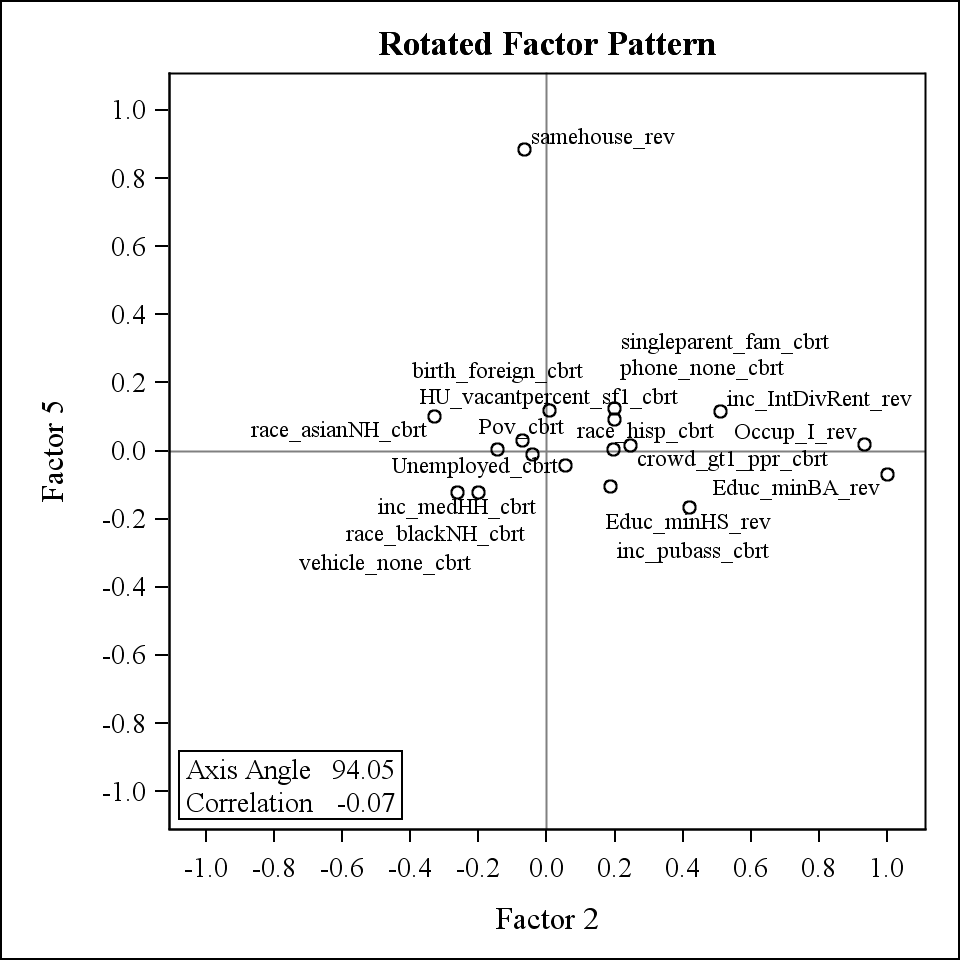 Rotated Factor Pattern
1.0
samehouse_rev
0.8
0.6
0.4
singleparent_fam_cbrt
birth_foreign_cbrt
phone_none_cbrt
0.2
HU_vacantpercent_sf1_cbrt
inc_IntDivRent_rev
race_asianNH_cbrt
Pov_cbrt
race_hisp_cbrt
Occup_I_rev
0.0
Unemployed_cbrt
crowd_gt1_ppr_cbrt
Educ_minBA_rev
inc_medHH_cbrt
-0.2
Educ_minHS_rev
race_blackNH_cbrt
inc_pubass_cbrt
vehicle_none_cbrt
-0.4
-0.6
-0.8
-1.0
Factor 5
Axis Angle 94.05
Correlation -0.07
-1.0 -0.8 -0.6 -0.4 -0.2 0.0 0.2 0.4 0.6 0.8 1.0
Factor 2